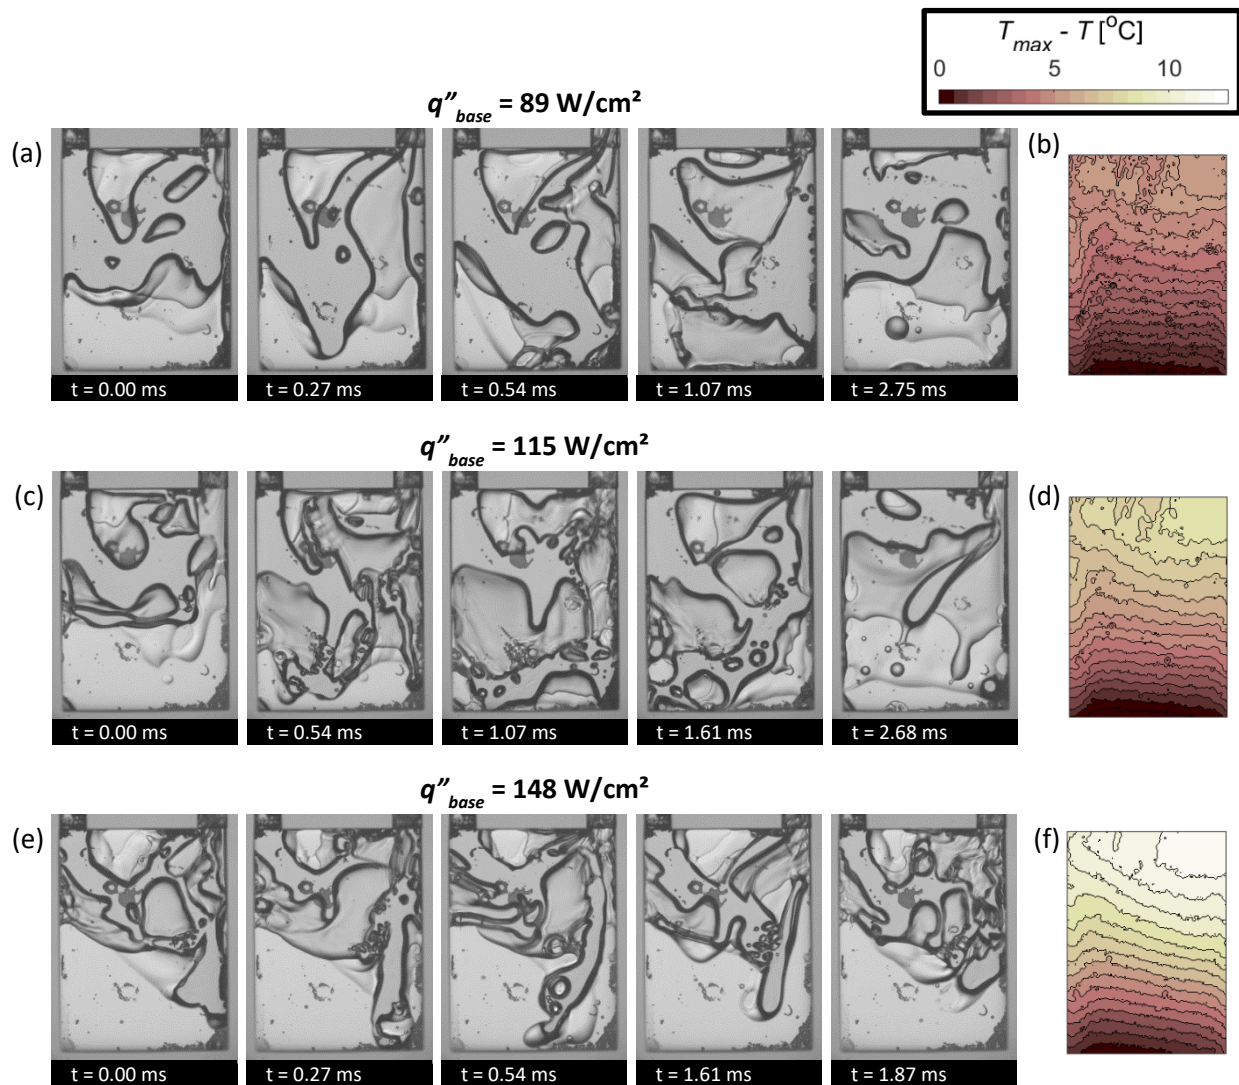 T_max - T [°C]
0 5 10
q″_base = 89 W/cm²
(a)
(b)
t = 0.00 ms
t = 0.27 ms
t = 0.54 ms
t = 1.07 ms
t = 2.75 ms
q″_base = 115 W/cm²
(c)
(d)
t = 0.00 ms
t = 0.54 ms
t = 1.07 ms
t = 1.61 ms
t = 2.68 ms
q″_base = 148 W/cm²
(e)
(f)
t = 0.00 ms
t = 0.27 ms
t = 0.54 ms
t = 1.61 ms
t = 1.87 ms